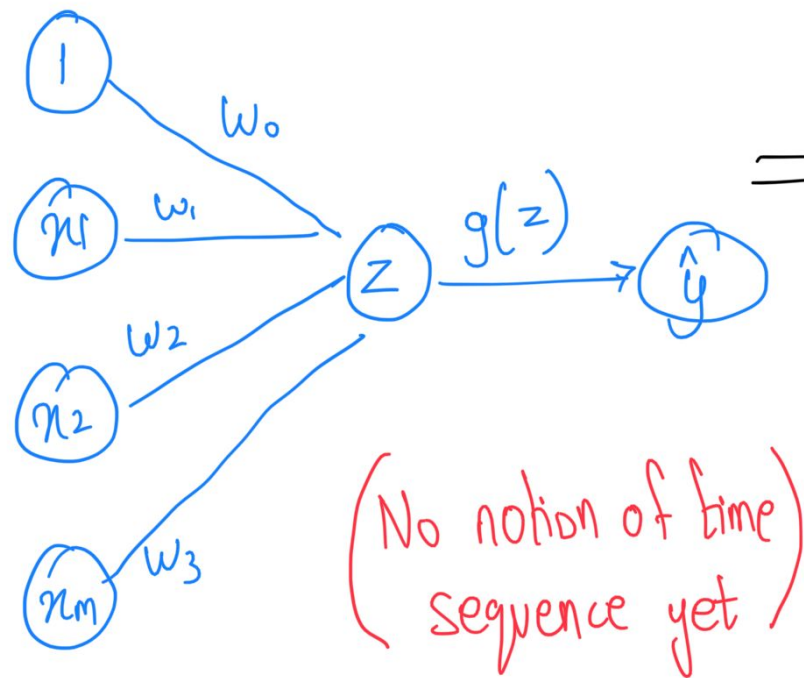 1
w₀
x₁
w₁
z
g(z)
=
ŷ
w₂
x₂
w₃
xₘ
(No notion of time
sequence yet)